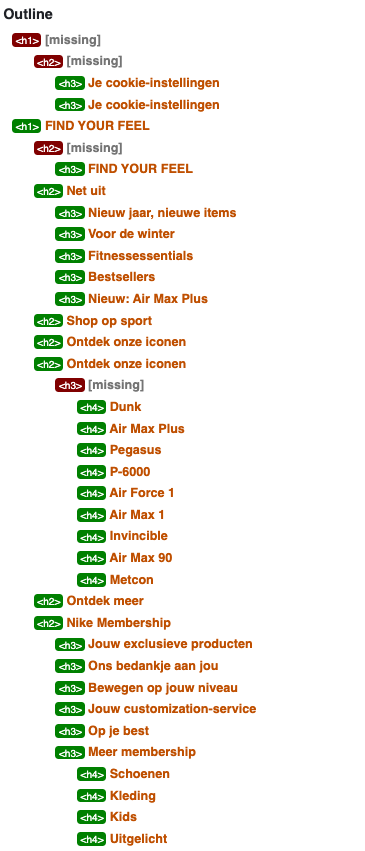 Outline
<h1> [missing]
<h2> [missing]
<h3> Je cookie-instellingen
<h3> Je cookie-instellingen
<h1> FIND YOUR FEEL
<h2> [missing]
<h3> FIND YOUR FEEL
<h2> Net uit
<h3> Nieuw jaar, nieuwe items
<h3> Voor de winter
<h3> Fitnessessentials
<h3> Bestsellers
<h3> Nieuw: Air Max Plus
<h2> Shop op sport
<h2> Ontdek onze iconen
<h2> Ontdek onze iconen
<h3> [missing]
<h4> Dunk
<h4> Air Max Plus
<h4> Pegasus
<h4> P-6000
<h4> Air Force 1
<h4> Air Max 1
<h4> Invincible
<h4> Air Max 90
<h4> Metcon
<h2> Ontdek meer
<h2> Nike Membership
<h3> Jouw exclusieve producten
<h3> Ons bedankje aan jou
<h3> Bewegen op jouw niveau
<h3> Jouw customization-service
<h3> Op je best
<h3> Meer membership
<h4> Schoenen
<h4> Kleding
<h4> Kids
<h4> Uitgelicht